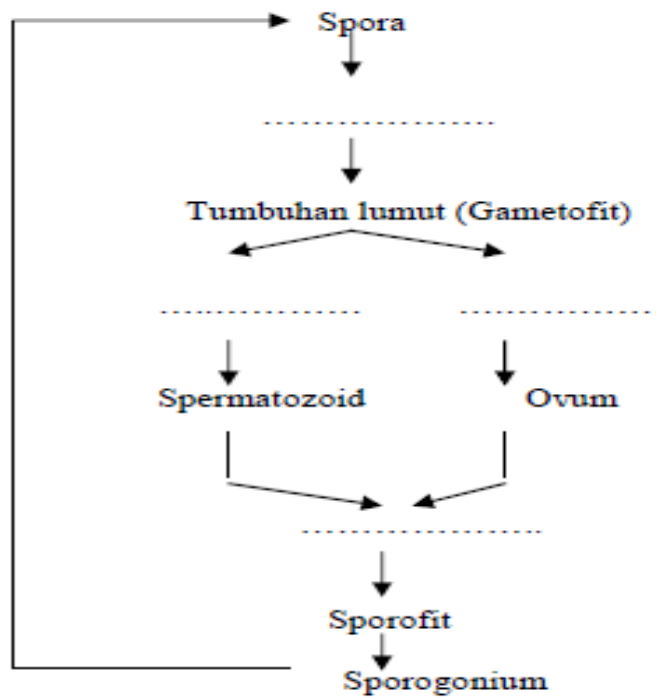 Spora
........................
Tumbuhan lumut (Gametofit)
........................ ........................
Spermatozoid Ovum
........................
Sporofit
Sporogonium